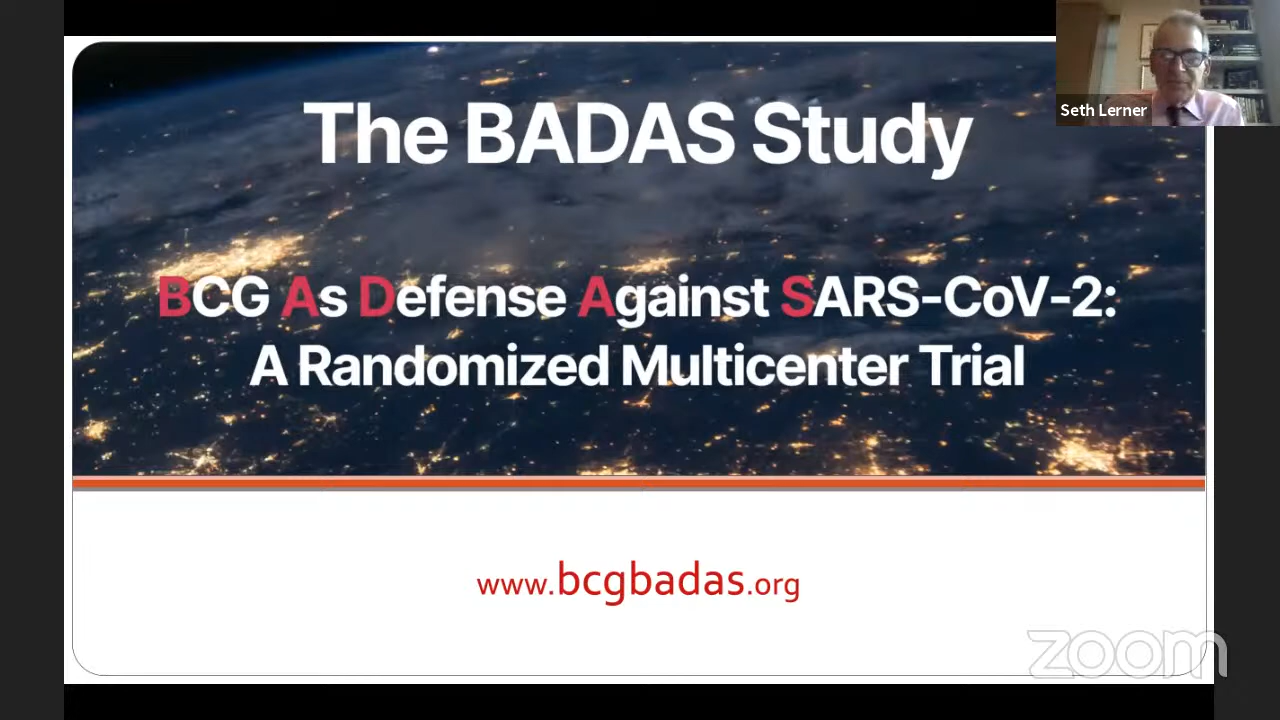 The BADAS Study
Seth Lerner
BCG As Defense Against SARS-CoV-2:
A Randomized Multicenter Trial
www.bcgbadas.org
zoom